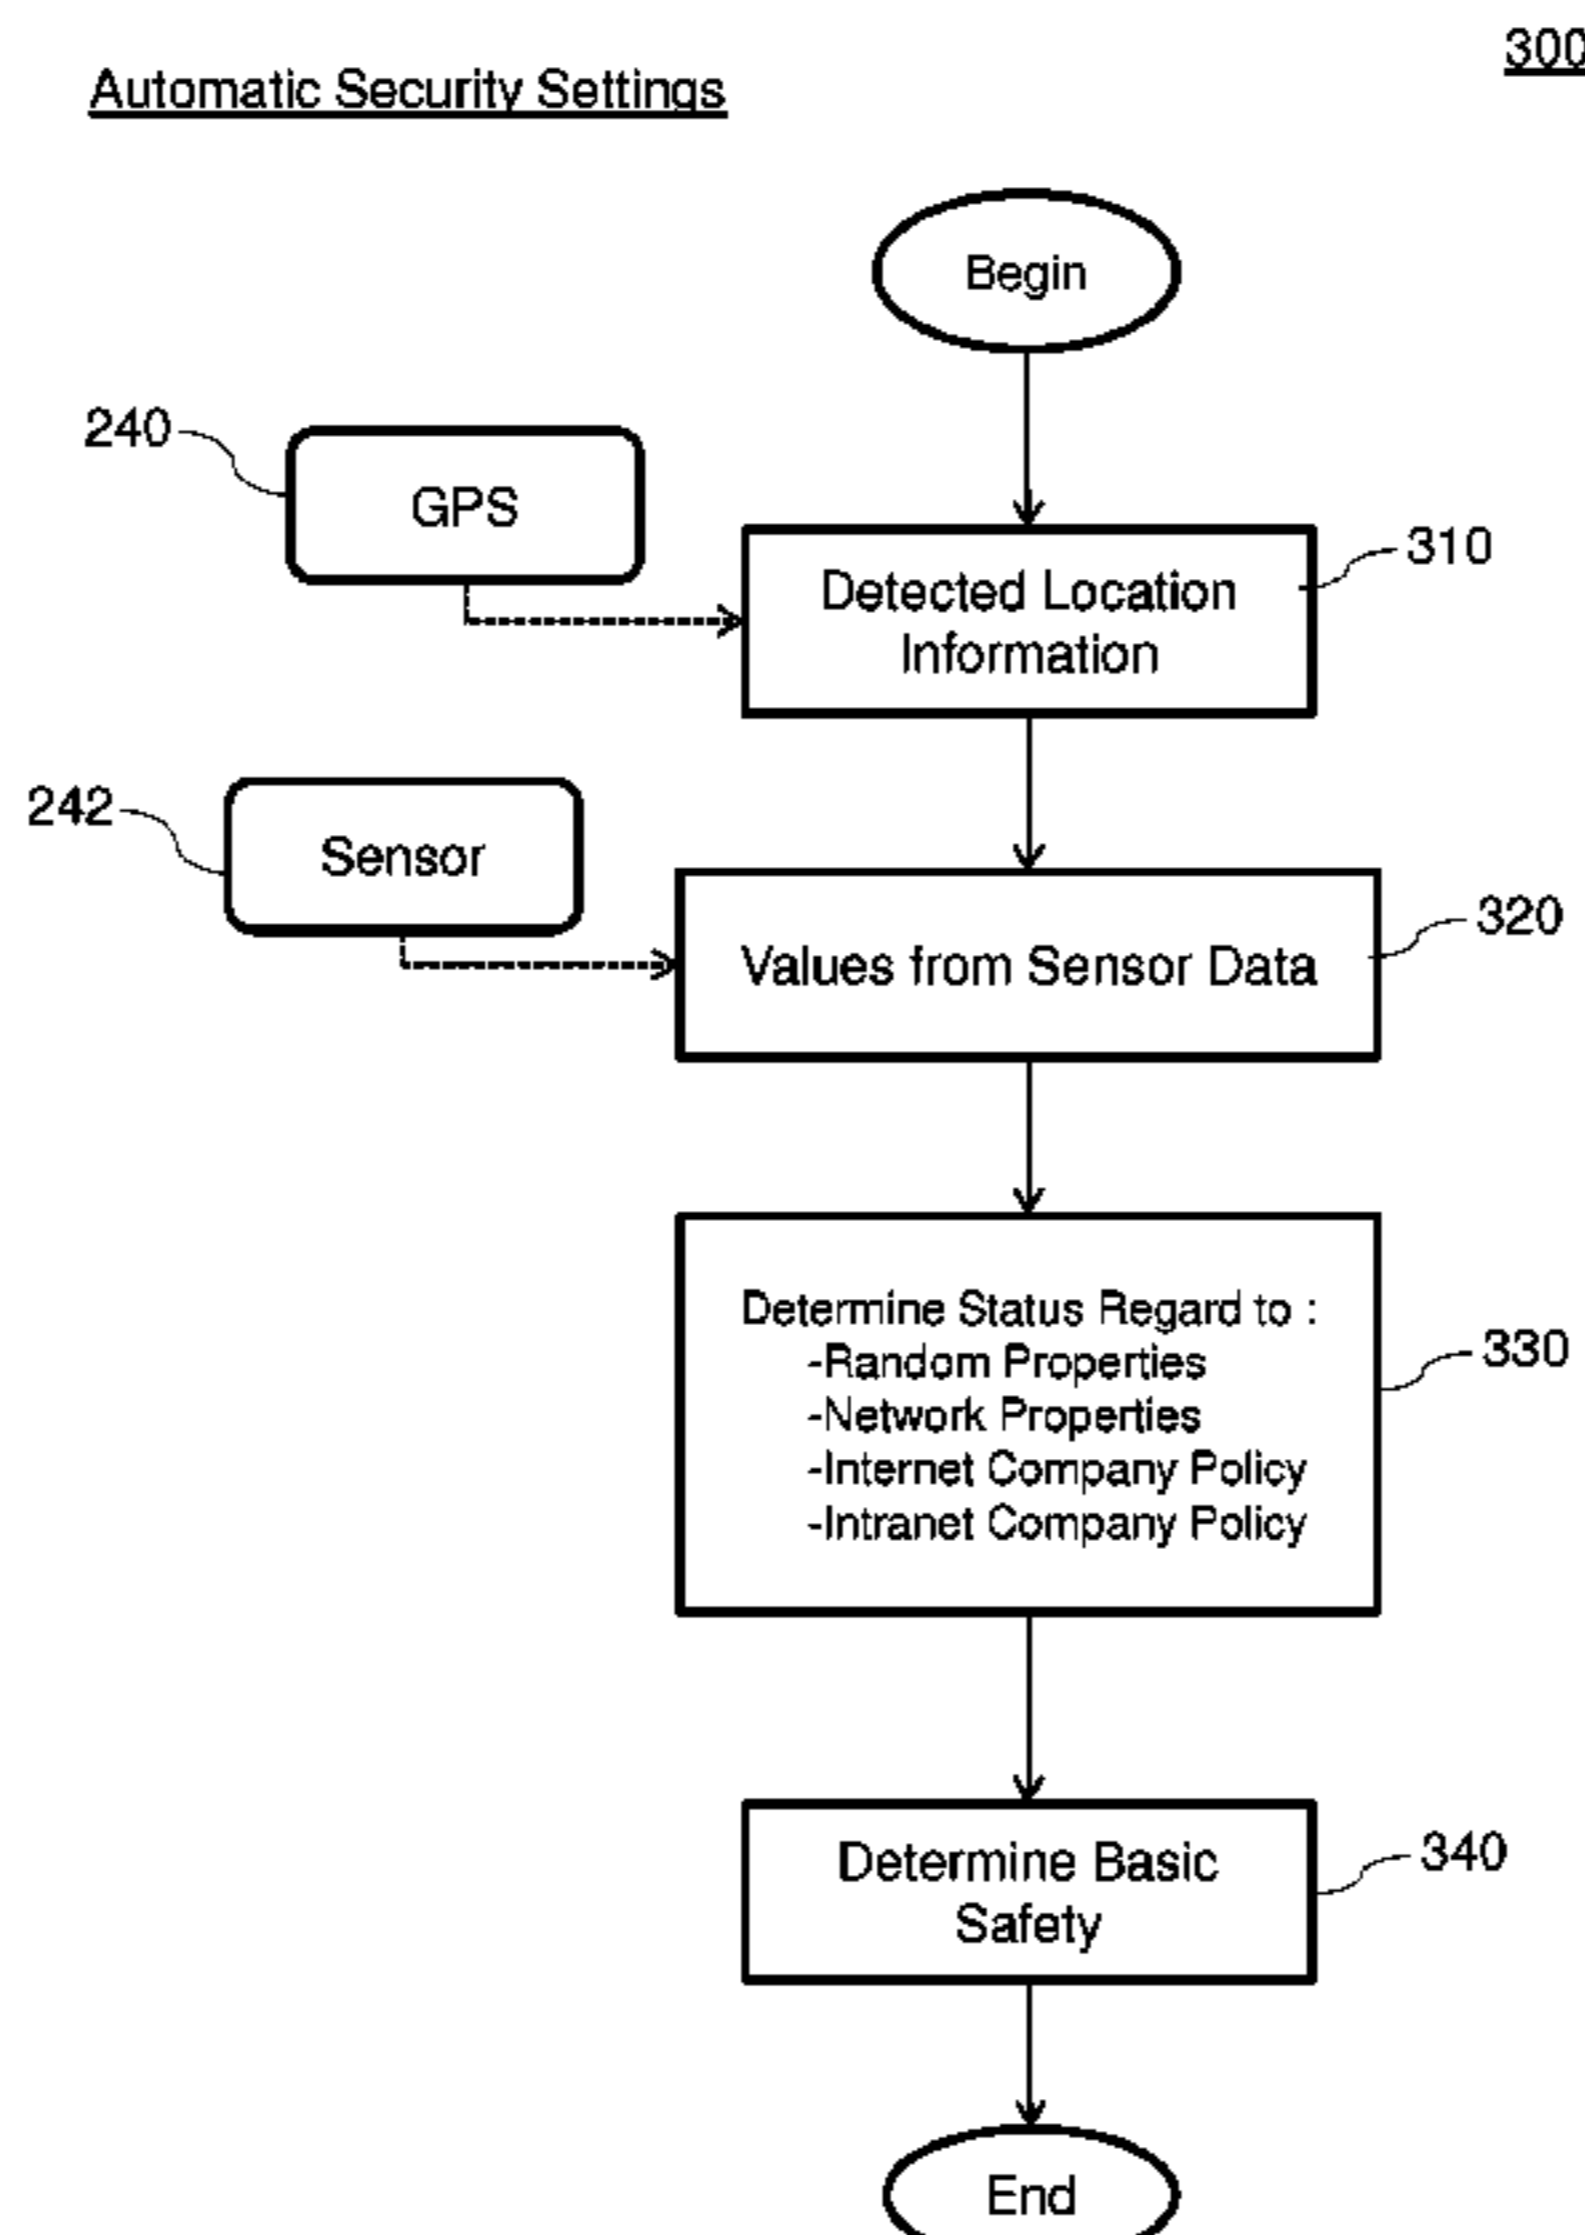 300
Automatic Security Settings
Begin
240
GPS
310
Detected Location
Information
242
Sensor
320
Values from Sensor Data
Determine Status Regard to :
-Random Properties
330
-Network Properties
-Internet Company Policy
-Intranet Company Policy
340
Determine Basic
Safety
End